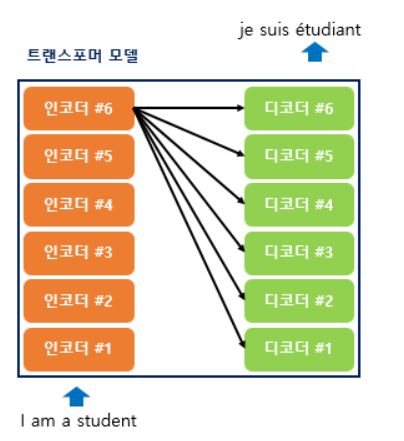 je suis étudiant
트랜스포머 모델
인코더 #6
디코더 #6
인코더 #5
디코더 #5
인코더 #4
디코더 #4
인코더 #3
디코더 #3
인코더 #2
디코더 #2
인코더 #1
디코더 #1
I am a student